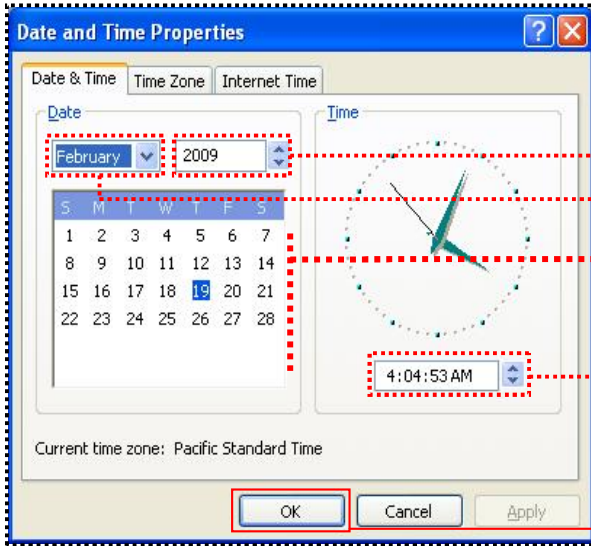 Date and Time Properties
Date & Time Time Zone Internet Time
Date Time
February 2009
S M T W T F S
1 2 3 4 5 6 7
8 9 10 11 12 13 14
15 16 17 18 19 20 21
22 23 24 25 26 27 28
4:04:53 AM
Current time zone: Pacific Standard Time
OK Cancel Apply